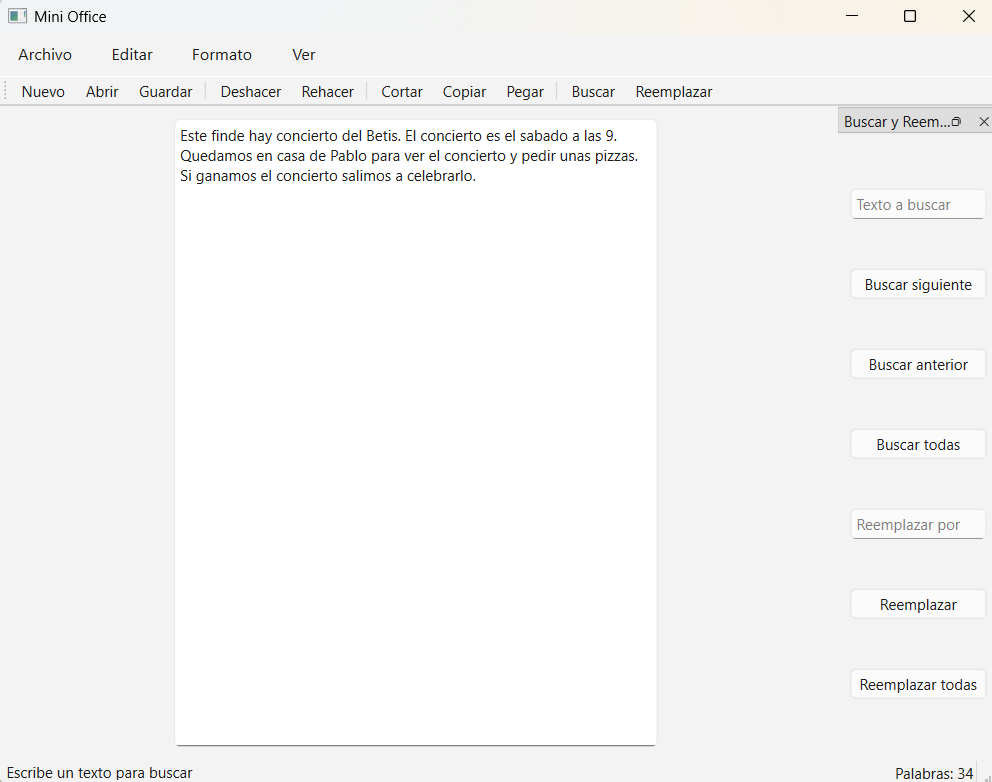 Mini Office
Archivo Editar Formato Ver
Nuevo Abrir Guardar Deshacer Rehacer Cortar Copiar Pegar Buscar Reemplazar
Este finde hay concierto del Betis. El concierto es el sabado a las 9.
Quedamos en casa de Pablo para ver el concierto y pedir unas pizzas.
Si ganamos el concierto salimos a celebrarlo.
Buscar y Reem...
Texto a buscar
Buscar siguiente
Buscar anterior
Buscar todas
Reemplazar por
Reemplazar
Reemplazar todas
Escribe un texto para buscar
Palabras: 34